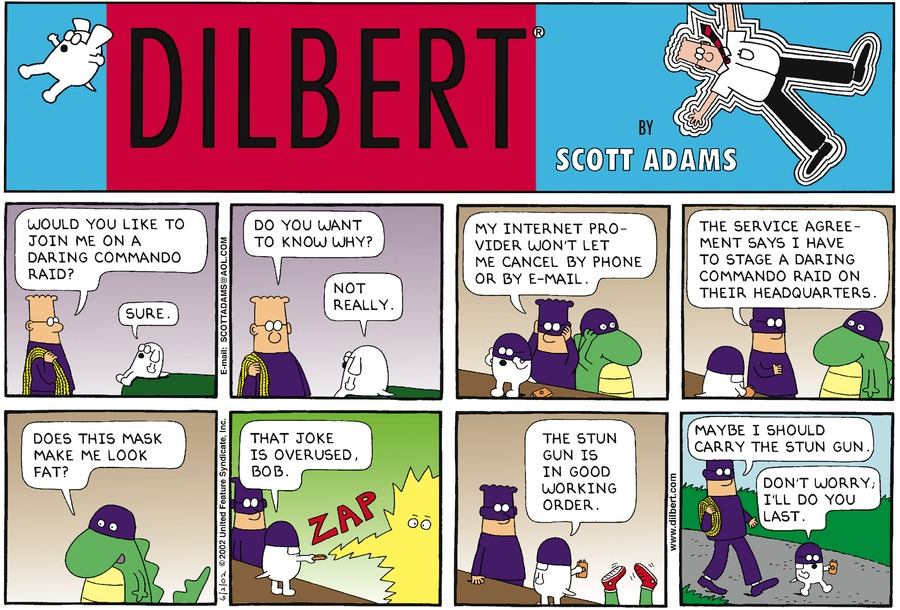 DILBERT®
BY
SCOTT ADAMS
WOULD YOU LIKE TO
JOIN ME ON A
DARING COMMANDO
RAID?
SURE.
E-mail: SCOTTADAMS@AOL.COM
DO YOU WANT
TO KNOW WHY?
NOT
REALLY.
MY INTERNET PRO-
VIDER WON'T LET
ME CANCEL BY PHONE
OR BY E-MAIL.
THE SERVICE AGREE-
MENT SAYS I HAVE
TO STAGE A DARING
COMMANDO RAID ON
THEIR HEADQUARTERS.
DOES THIS MASK
MAKE ME LOOK
FAT?
6/2/02 ©2002 United Feature Syndicate, Inc.
THAT JOKE
IS OVERUSED,
BOB.
ZAP
THE STUN
GUN IS
IN GOOD
WORKING
ORDER.
www.dilbert.com
MAYBE I SHOULD
CARRY THE STUN GUN.
DON'T WORRY;
I'LL DO YOU
LAST.